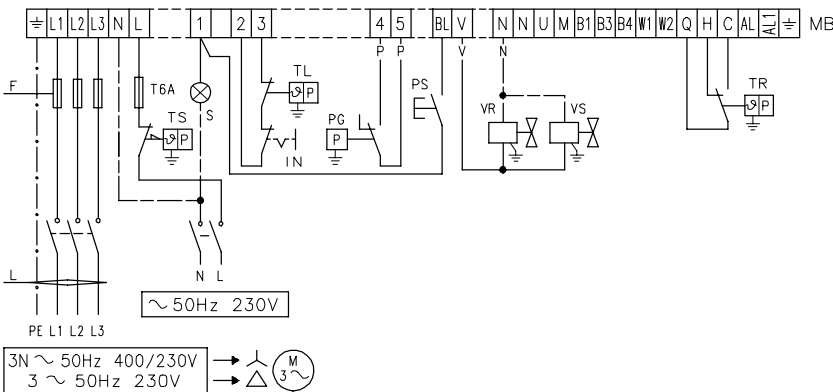 ⏚ L1 L2 L3 N L 1 2 3 4 5 BL V N N U M B1 B3 B4 W1 W2 Q H C AL AL1 ⏚ MB
P P V N
F
T6A
S
TL
ϑ P
TS
ϑ P
IN
PG
P
PS
VR
VS
TR
ϑ P
L
N L
~ 50Hz 230V
PE L1 L2 L3
3N ~ 50Hz 400/230V
3 ~ 50Hz 230V
M
3~